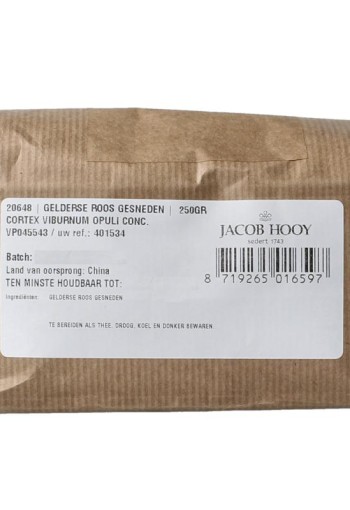 20648 | GELDERSE ROOS GESNEDEN | 250GR
CORTEX VIBURNUM OPULI CONC.
VP045543 / uw ref.: 401534
JACOB HOOY
sedert 1743
Batch:
Land van oorsprong: China
TEN MINSTE HOUDBAAR TOT:
8 719265 016597
Ingrediënten: GELDERSE ROOS GESNEDEN
TE BEREIDEN ALS THEE. DROOG, KOEL EN DONKER BEWAREN.